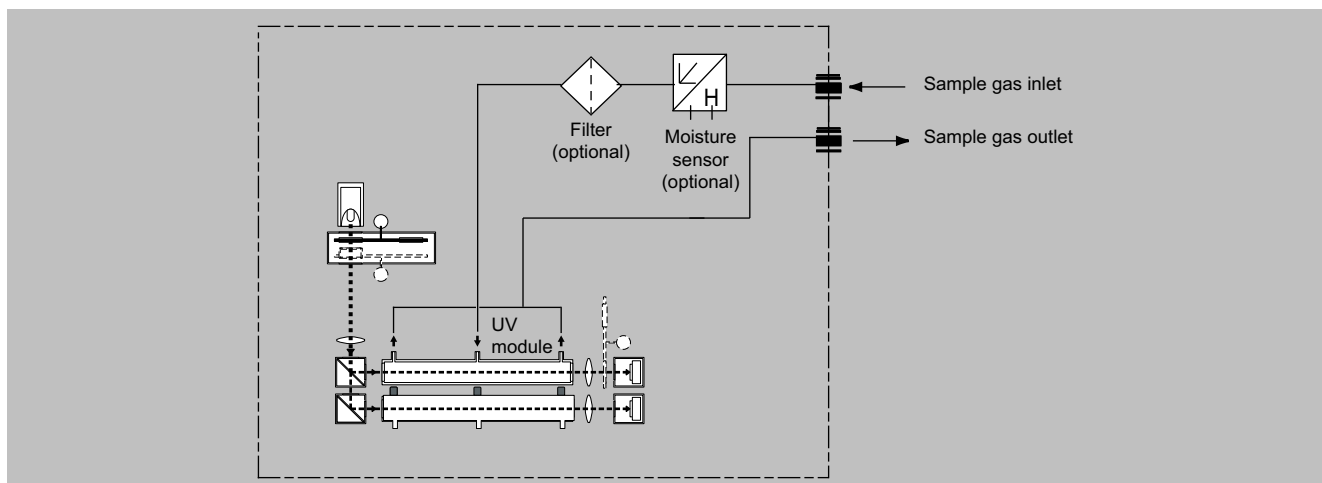 Sample gas inlet
H
Filter
(optional)
Moisture
sensor
(optional)
Sample gas outlet
UV
module